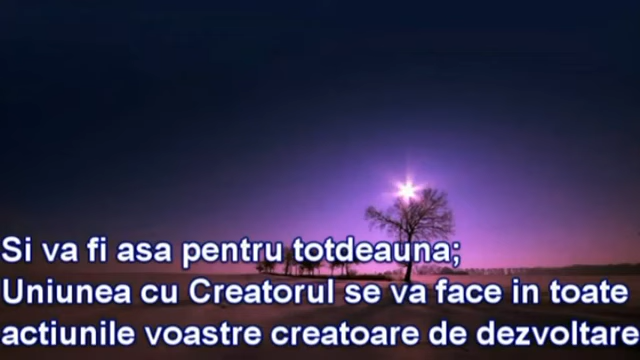 Si va fi asa pentru totdeauna;
Uniunea cu Creatorul se va face in toate
actiunile voastre creatoare de dezvoltare